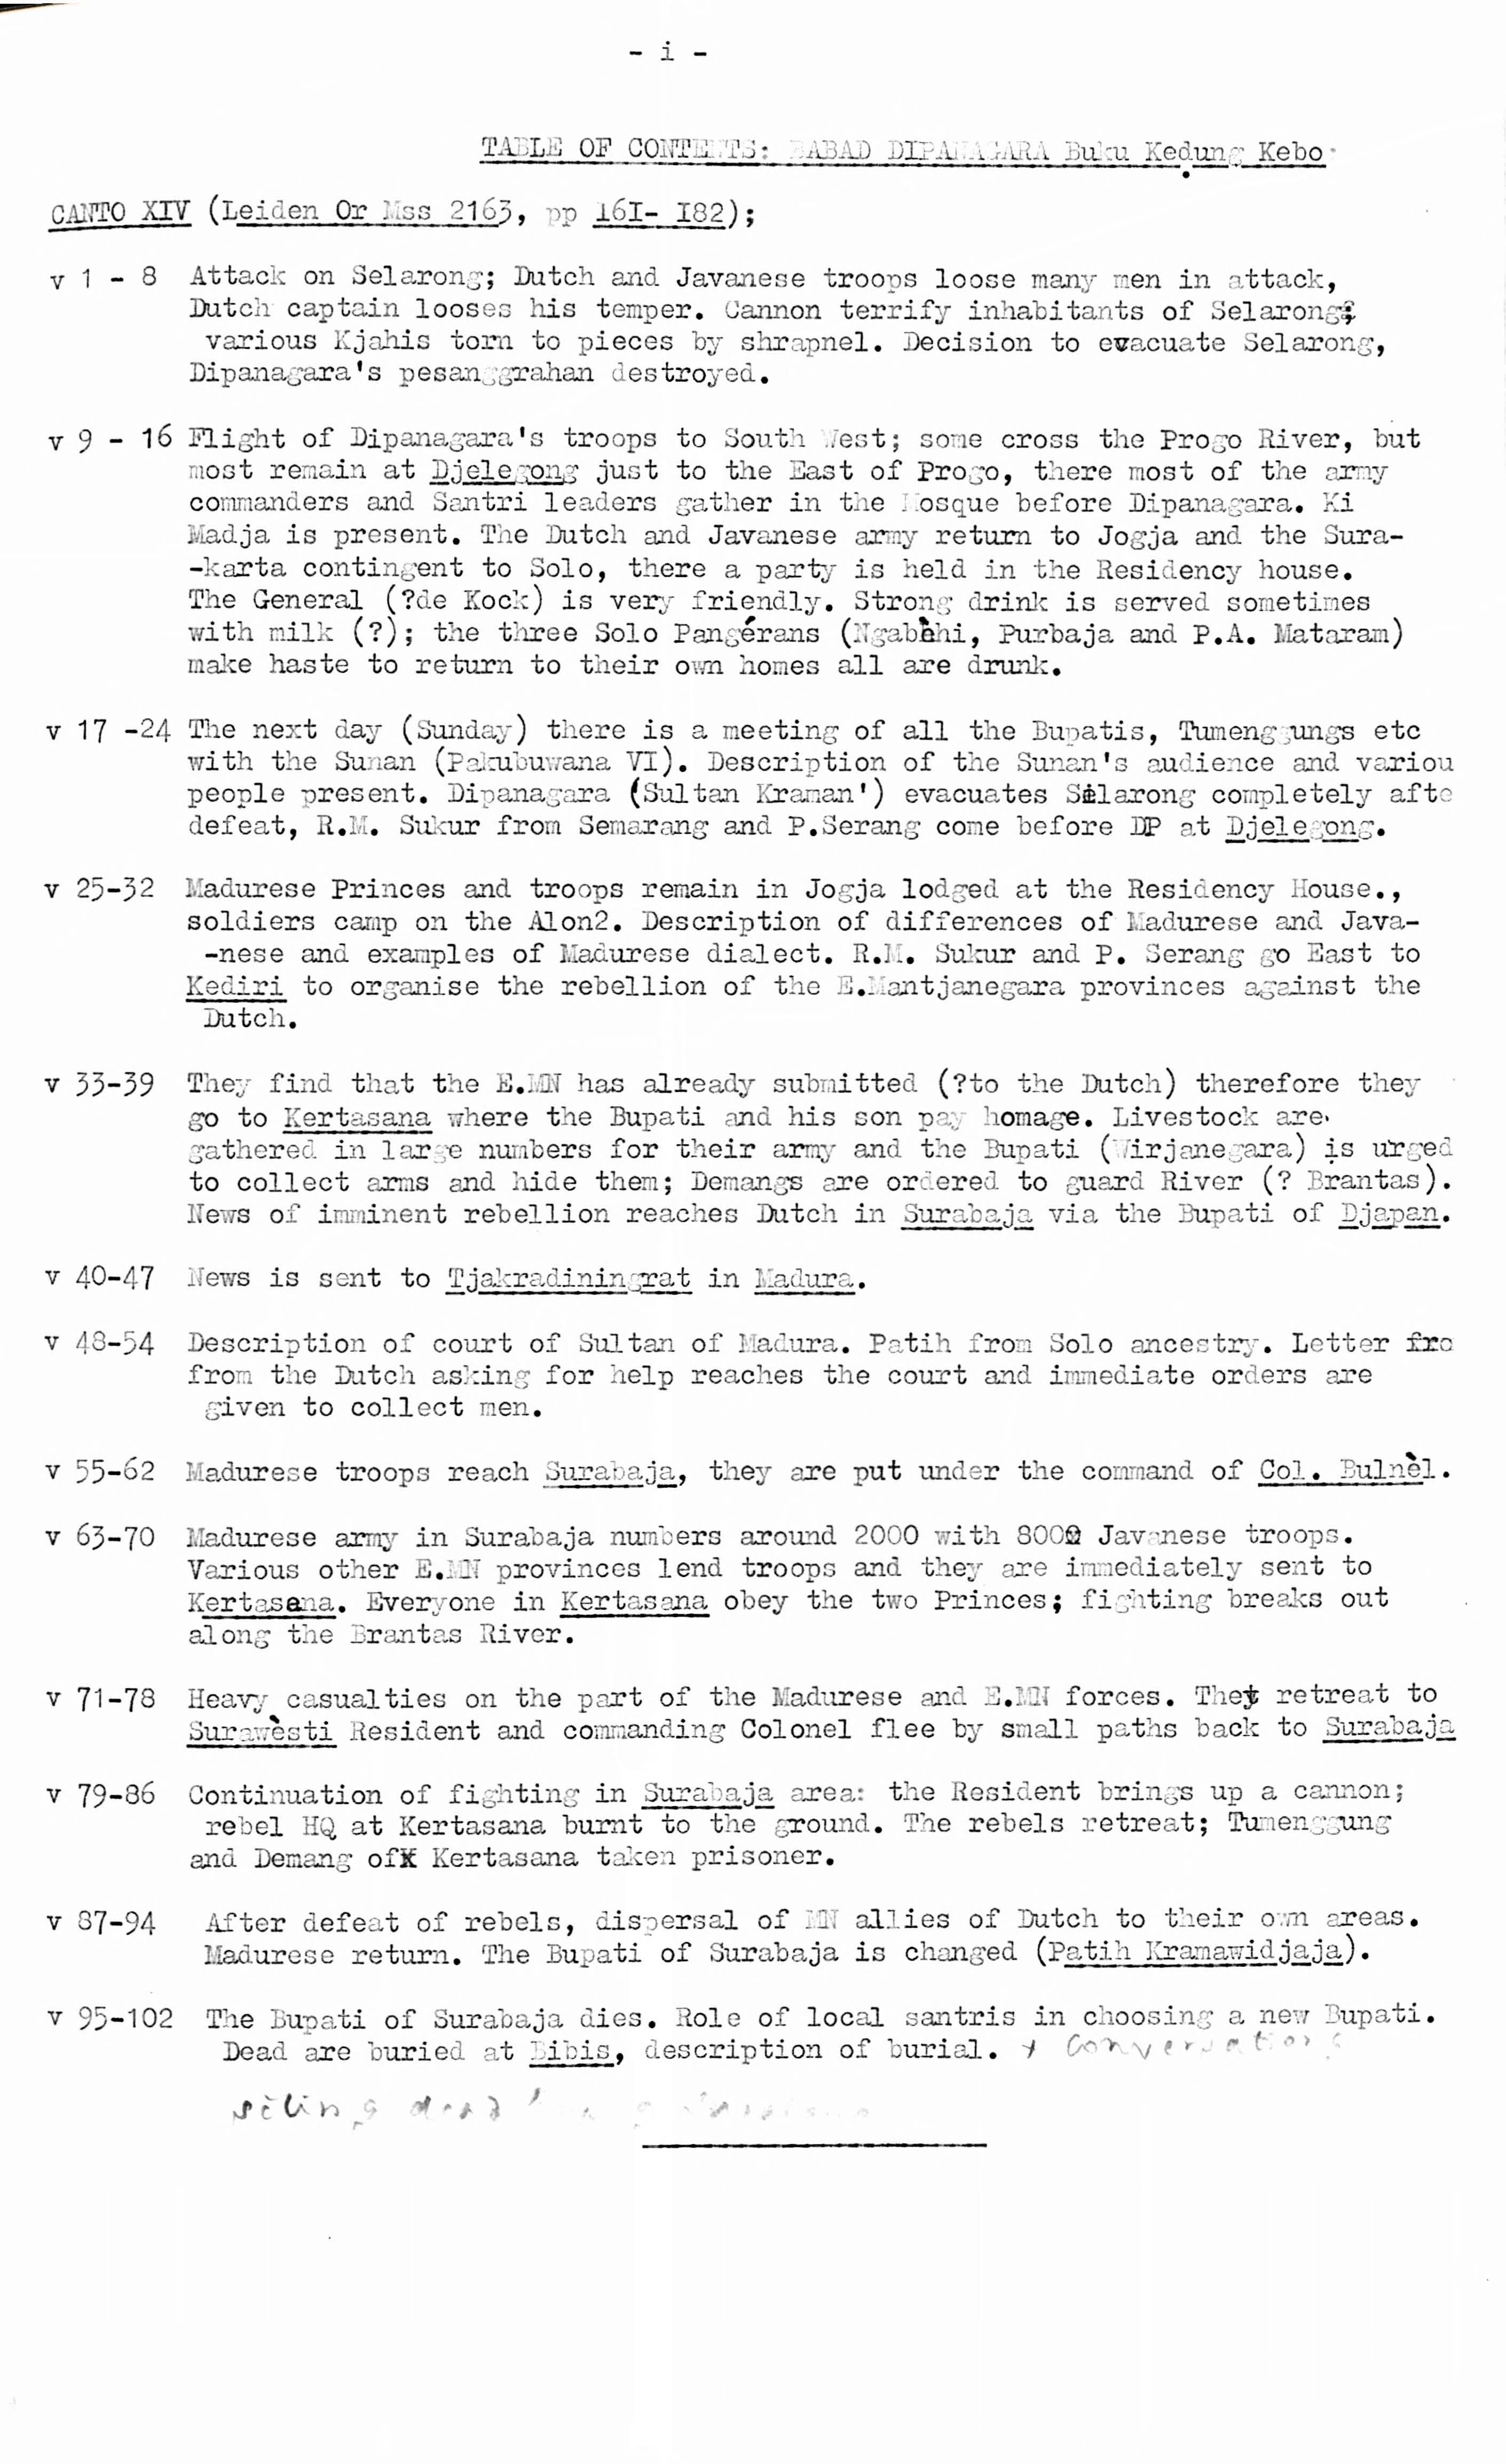 - i -
TABLE OF CONTENTS: BABAD DIPANAGARA Buku Kedung Kebo
CANTO XIV (Leiden Or Mss 2163, pp 161- 182);
v 1 - 8 Attack on Selarong; Dutch and Javanese troops loose many men in attack,
Dutch captain looses his temper. Cannon terrify inhabitants of Selarong;
various Kjahis torn to pieces by shrapnel. Decision to evacuate Selarong,
Dipanagara's pesanggrahan destroyed.
v 9 - 16 Flight of Dipanagara's troops to South West; some cross the Progo River, but
most remain at Djelegong just to the East of Progo, there most of the army
commanders and Santri leaders gather in the Mosque before Dipanagara. Ki
Madja is present. The Dutch and Javanese army return to Jogja and the Sura-
-karta contingent to Solo, there a party is held in the Residency house.
The General (?de Kock) is very friendly. Strong drink is served sometimes
with milk (?); the three Solo Pangérans (Ngabèhi, Purbaja and P.A. Mataram)
make haste to return to their own homes all are drunk.
v 17 -24 The next day (Sunday) there is a meeting of all the Bupatis, Tumenggungs etc
with the Sunan (Pakubuwana VI). Description of the Sunan's audience and variou
people present. Dipanagara (Sultan Kraman') evacuates Selarong completely afte
defeat, R.M. Sukur from Semarang and P.Serang come before DP at Djelegong.
v 25-32 Madurese Princes and troops remain in Jogja lodged at the Residency House.,
soldiers camp on the Alon2. Description of differences of Madurese and Java-
-nese and examples of Madurese dialect. R.M. Sukur and P. Serang go East to
Kediri to organise the rebellion of the E.Mantjanegara provinces against the
Dutch.
v 33-39 They find that the E.MN has already submitted (?to the Dutch) therefore they
go to Kertasana where the Bupati and his son pay homage. Livestock are
gathered in large numbers for their army and the Bupati (Wirjanegara) is urged
to collect arms and hide them; Demangs are ordered to guard River (? Brantas).
News of imminent rebellion reaches Dutch in Surabaja via the Bupati of Djapan.
v 40-47 News is sent to Tjakradiningrat in Madura.
v 48-54 Description of court of Sultan of Madura. Patih from Solo ancestry. Letter fro
from the Dutch asking for help reaches the court and immediate orders are
given to collect men.
v 55-62 Madurese troops reach Surabaja, they are put under the command of Col. Bulnèl.
v 63-70 Madurese army in Surabaja numbers around 2000 with 8000 Javanese troops.
Various other E.MN provinces lend troops and they are immediately sent to
Kertasana. Everyone in Kertasana obey the two Princes; fighting breaks out
along the Brantas River.
v 71-78 Heavy casualties on the part of the Madurese and E.MN forces. They retreat to
Surawèsti Resident and commanding Colonel flee by small paths back to Surabaja
v 79-86 Continuation of fighting in Surabaja area: the Resident brings up a cannon;
rebel HQ at Kertasana burnt to the ground. The rebels retreat; Tumenggung
and Demang of Kertasana taken prisoner.
v 87-94 After defeat of rebels, dispersal of MN allies of Dutch to their own areas.
Madurese return. The Bupati of Surabaja is changed (Patih Kramawidjaja).
v 95-102 The Bupati of Surabaja dies. Role of local santris in choosing a new Bupati.
Dead are buried at Bibis, description of burial. + conversations